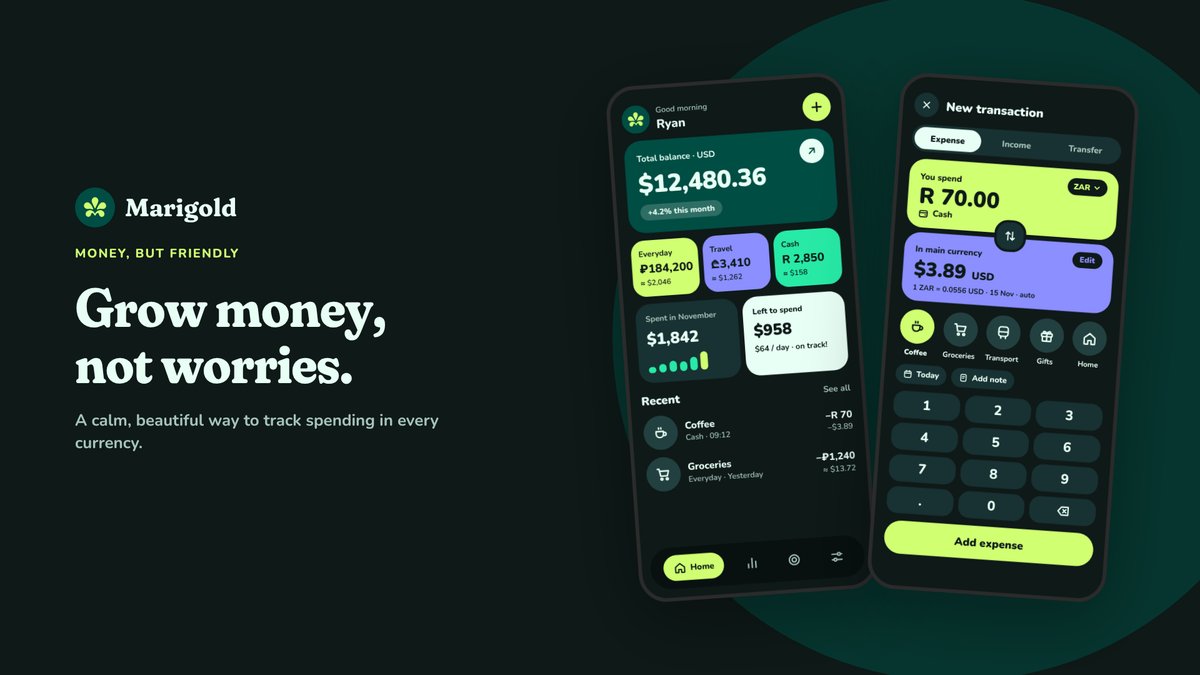 Marigold
MONEY, BUT FRIENDLY
Grow money,
not worries.
A calm, beautiful way to track spending in every
currency.
Good morning
Ryan
Total balance · USD
$12,480.36
+4.2% this month
Everyday
₽184,200
≈ $2,046
Travel
₾3,410
≈ $1,262
Cash
R 2,850
≈ $158
Spent in November
$1,842
Left to spend
$958
$64 / day · on track!
Recent
See all
Coffee
Cash · 09:12
−R 70
−$3.89
Groceries
Everyday · Yesterday
−₽1,240
≈ $13.72
Home
New transaction
Expense
Income
Transfer
You spend
ZAR
R 70.00
Cash
In main currency
Edit
$3.89 USD
1 ZAR = 0.0556 USD · 15 Nov · auto
Coffee
Groceries
Transport
Gifts
Home
Today
Add note
1
2
3
4
5
6
7
8
9
.
0
Add expense